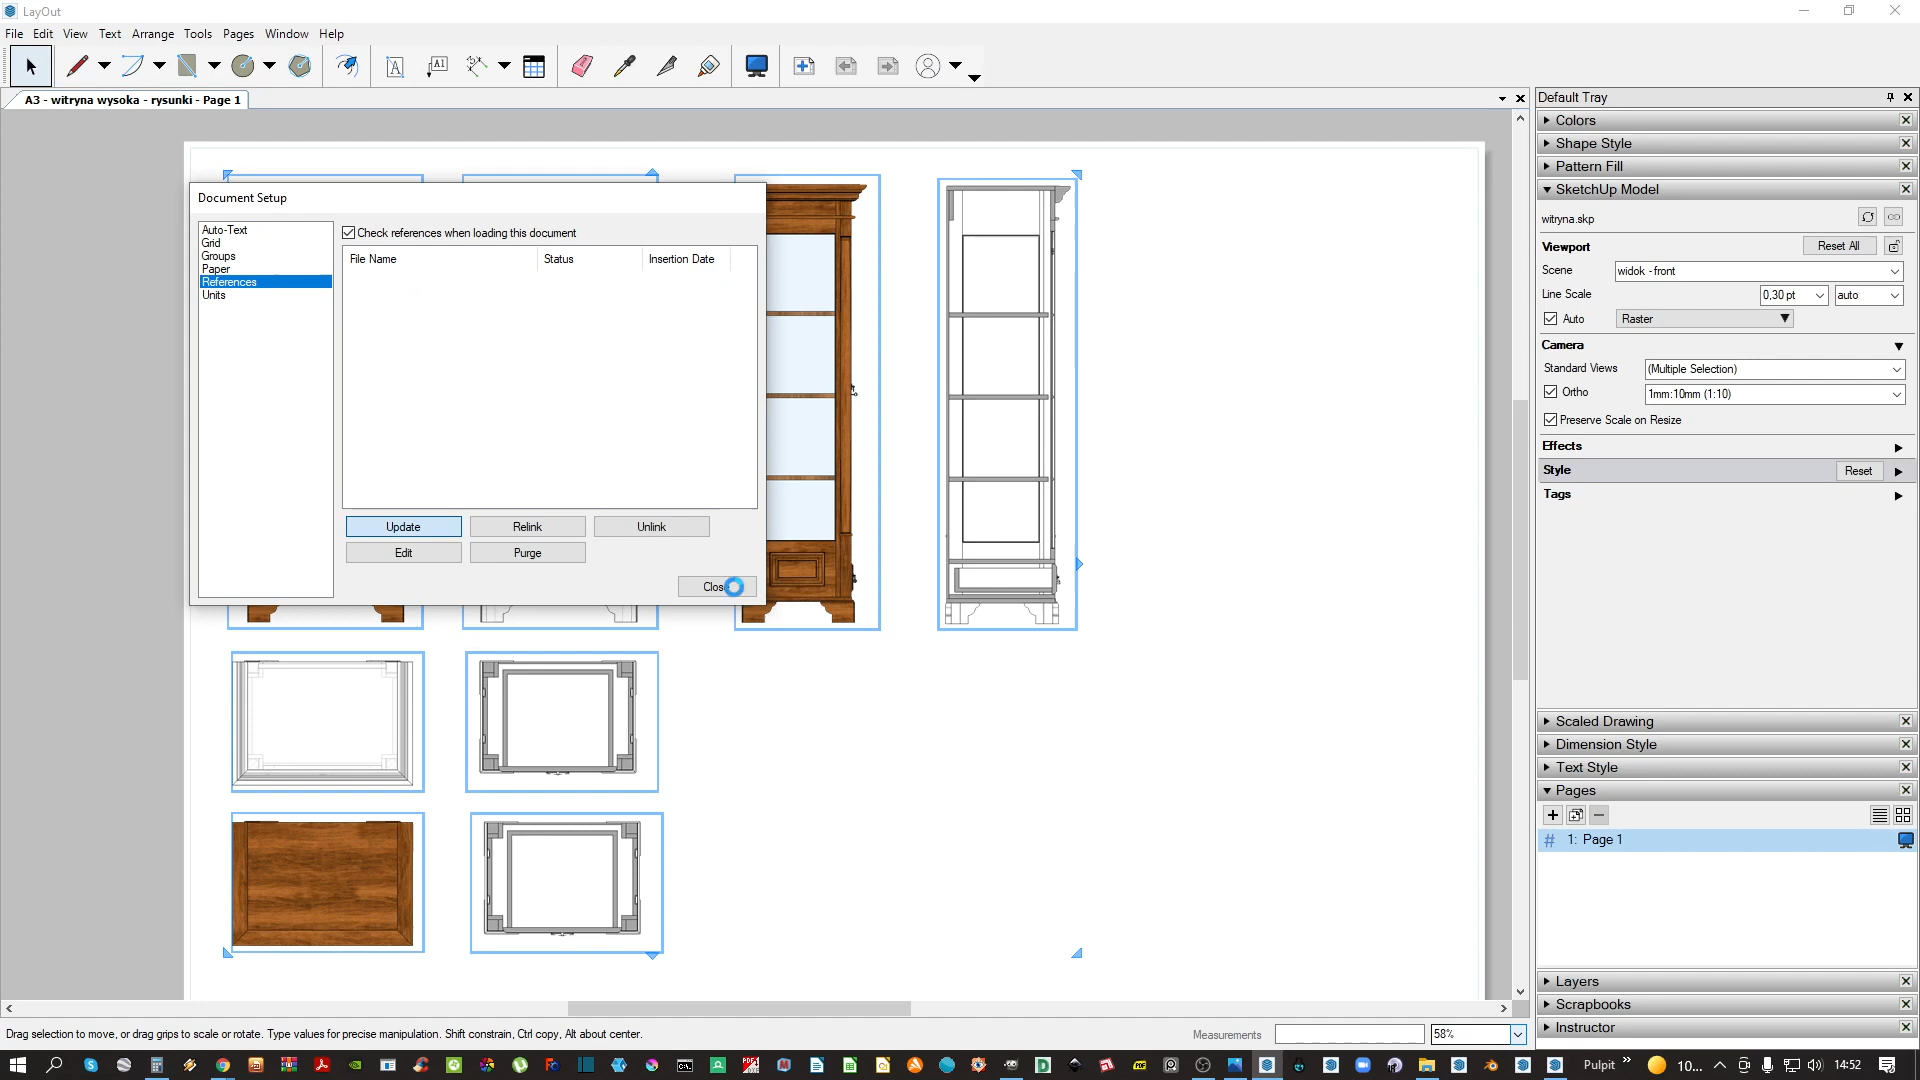 LayOut
File Edit View Text Arrange Tools Pages Window Help
A3 - witryna wysoka - rysunki - Page 1
Document Setup
Auto-Text
Grid
Groups
Paper
References
Units
Check references when loading this document
File Name Status Insertion Date
Update Relink Unlink
Edit Purge
Clos
Default Tray
Colors
Shape Style
Pattern Fill
SketchUp Model
witryna.skp
Viewport Reset All
Scene widok - front
Line Scale 0,30 pt auto
Auto Raster
Camera
Standard Views (Multiple Selection)
Ortho 1mm:10mm (1:10)
Preserve Scale on Resize
Effects
Style Reset
Tags
Scaled Drawing
Dimension Style
Text Style
Pages
# 1: Page 1
Layers
Scrapbooks
Instructor
Drag selection to move, or drag grips to scale or rotate. Type values for precise manipulation. Shift constrain, Ctrl copy, Alt about center.
Measurements 58%
Pulpit » 10... 14:52